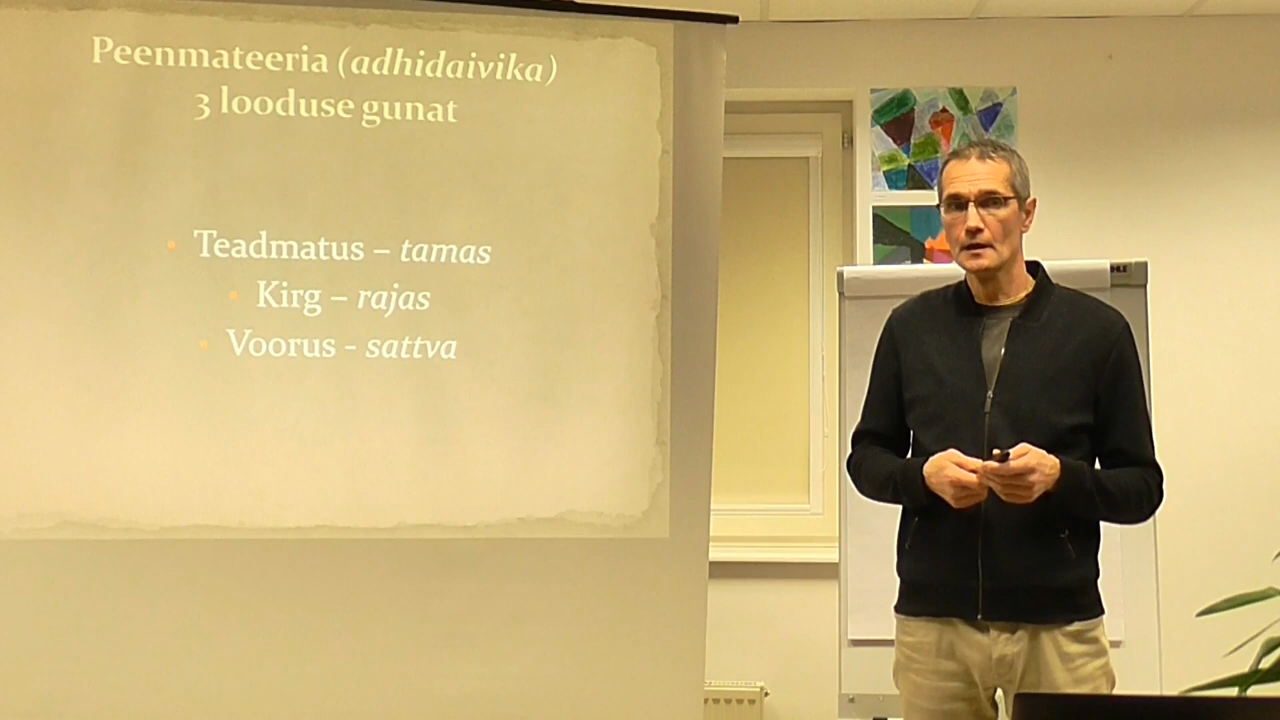 Peenmateeria (adhidaivika)
3 looduse gunat
• Teadmatus – tamas
• Kirg – rajas
• Voorus - sattva